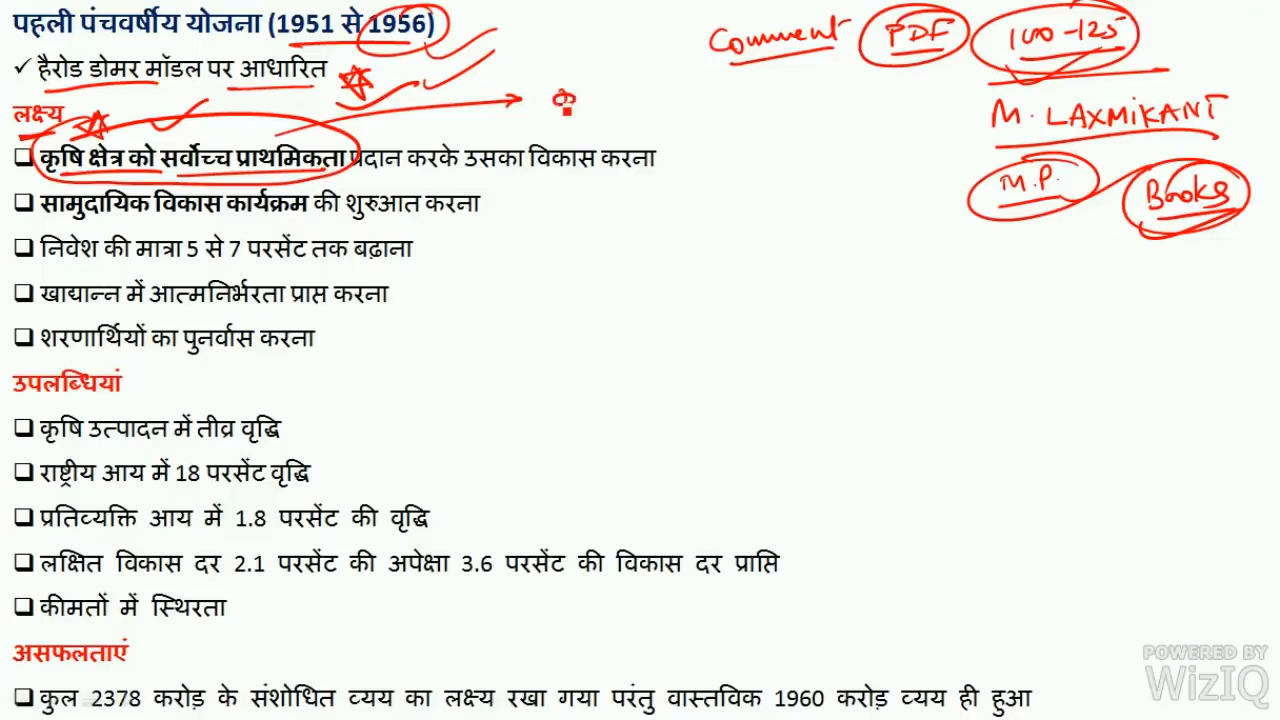 पहली पंचवर्षीय योजना (1951 से 1956)
✓ हैरोड डोमर मॉडल पर आधारित
लक्ष्य
❑ कृषि क्षेत्र को सर्वोच्च प्राथमिकता प्रदान करके उसका विकास करना
❑ सामुदायिक विकास कार्यक्रम की शुरुआत करना
❑ निवेश की मात्रा 5 से 7 परसेंट तक बढ़ाना
❑ खाद्यान्न में आत्मनिर्भरता प्राप्त करना
❑ शरणार्थियों का पुनर्वास करना
उपलब्धियां
❑ कृषि उत्पादन में तीव्र वृद्धि
❑ राष्ट्रीय आय में 18 परसेंट वृद्धि
❑ प्रतिव्यक्ति आय में 1.8 परसेंट की वृद्धि
❑ लक्षित विकास दर 2.1 परसेंट की अपेक्षा 3.6 परसेंट की विकास दर प्राप्ति
❑ कीमतों में स्थिरता
असफलताएं
❑ कुल 2378 करोड़ के संशोधित व्यय का लक्ष्य रखा गया परंतु वास्तविक 1960 करोड़ व्यय ही हुआ
Comment PDF 100-125
M. LAXMIKANT
M.P. Books
POWERED BY
WizIQ